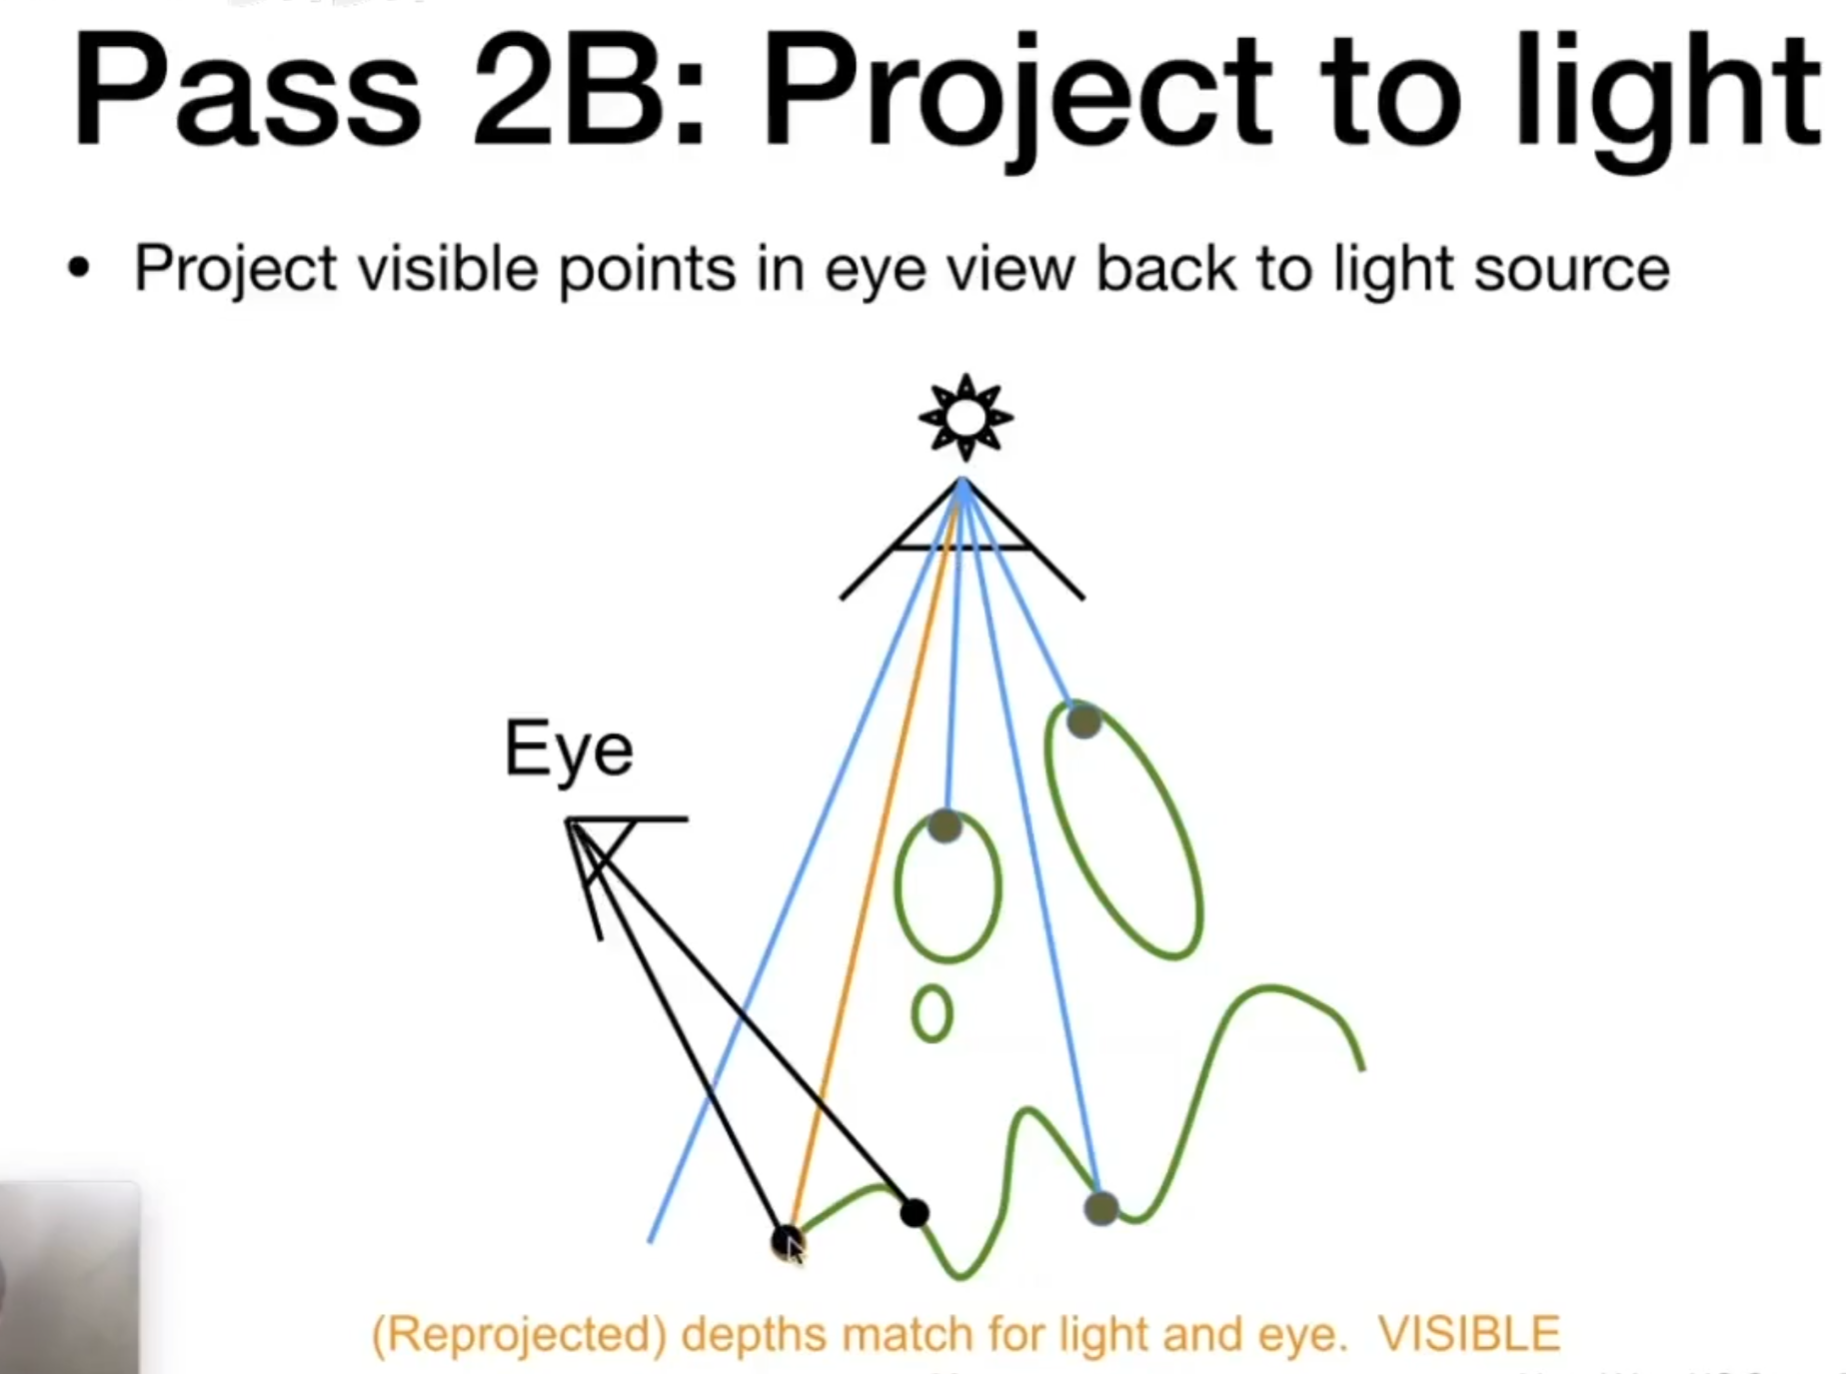 Pass 2B: Project to light
• Project visible points in eye view back to light source
Eye
(Reprojected) depths match for light and eye. VISIBLE